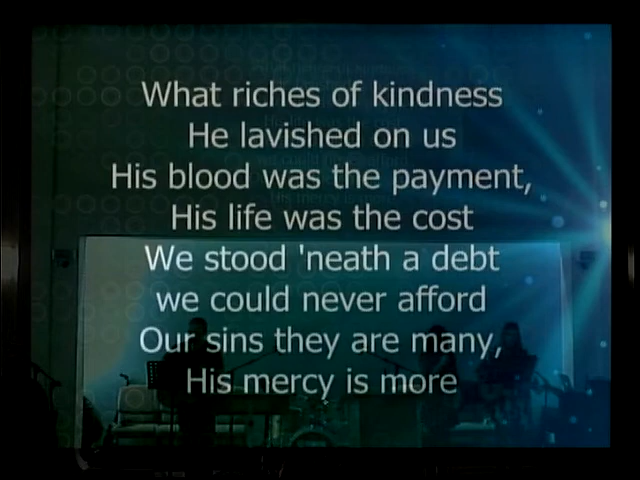 What riches of kindness
He lavished on us
His blood was the payment,
His life was the cost
We stood 'neath a debt
we could never afford
Our sins they are many,
His mercy is more